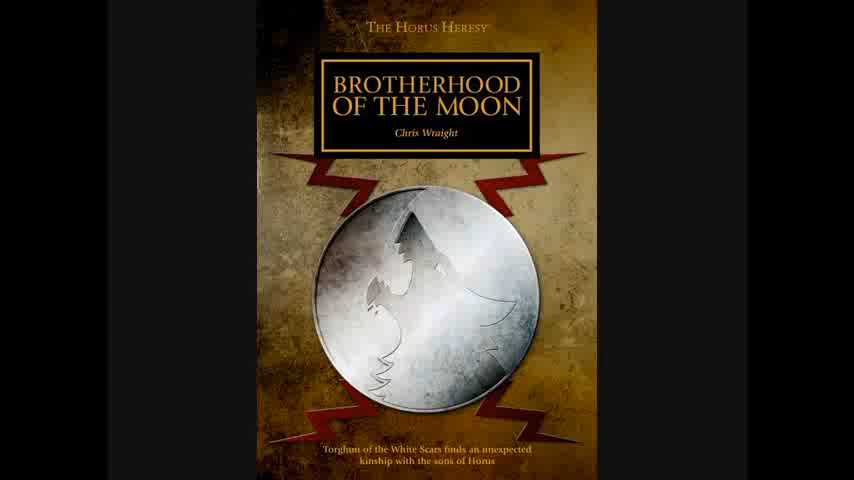 THE HORUS HERESY
BROTHERHOOD
OF THE MOON
Chris Wraight
Torghun of the White Scars finds an unexpected
kinship with the sons of Horus